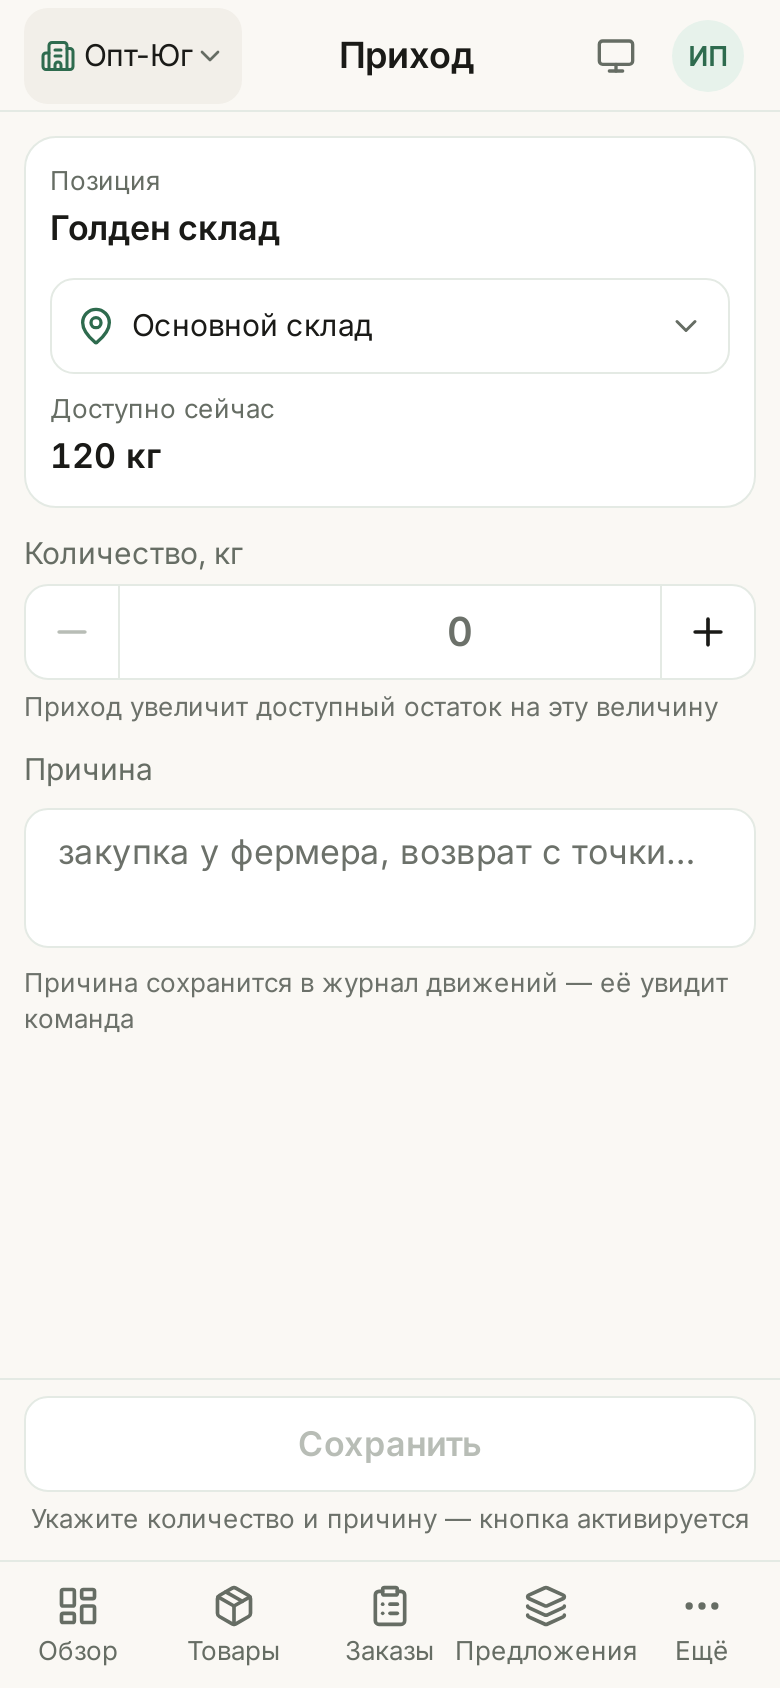 Опт-Юг
Приход
ИП
Позиция
Голден склад
Основной склад
Доступно сейчас
120 кг
Количество, кг
0
Приход увеличит доступный остаток на эту величину
Причина
закупка у фермера, возврат с точки...
Причина сохранится в журнал движений — её увидит
команда
Сохранить
Укажите количество и причину — кнопка активируется
Обзор
Товары
Заказы
Предложения
Ещё